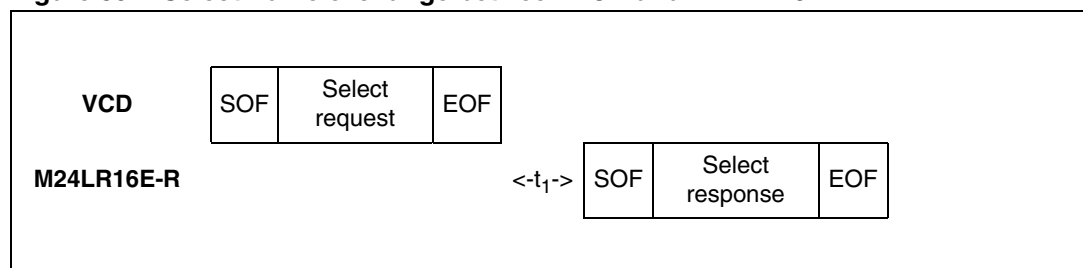 VCD SOF Select request EOF
M24LR16E-R <-t1-> SOF Select response EOF